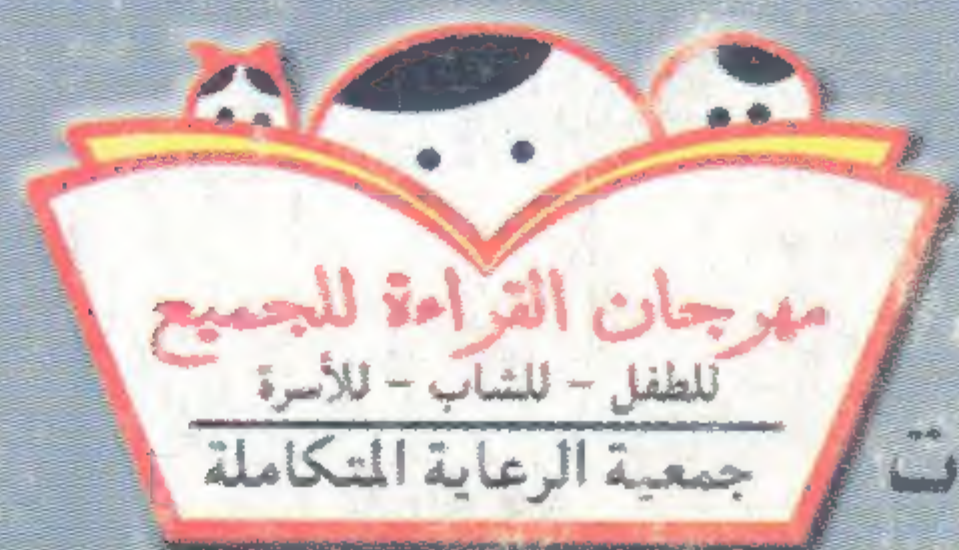 مهرجان القراءة للجميع
للطفل - للشاب - للأسرة
جمعية الرعاية المتكاملة